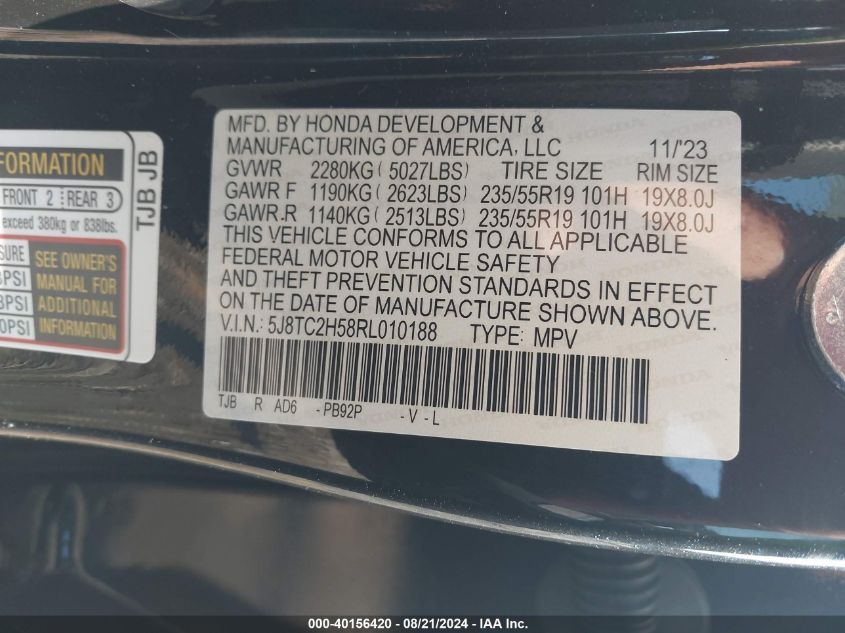 FORMATION
FRONT 2 REAR 3
exceed 380kg or 838lbs.
SURE
SEE OWNER'S
MANUAL FOR
ADDITIONAL
INFORMATION
PSI
PSI
0PSI
TJB JB
MFD. BY HONDA DEVELOPMENT &
MANUFACTURING OF AMERICA, LLC 11/'23
GVWR 2280KG(5027LBS) TIRE SIZE RIM SIZE
GAWR F 1190KG(2623LBS) 235/55R19 101H 19X8.0J
GAWR.R 1140KG(2513LBS) 235/55R19 101H 19X8.0J
THIS VEHICLE CONFORMS TO ALL APPLICABLE
FEDERAL MOTOR VEHICLE SAFETY
AND THEFT PREVENTION STANDARDS IN EFFECT
ON THE DATE OF MANUFACTURE SHOWN ABOVE.
V.I.N.: 5J8TC2H58RL010188 TYPE: MPV
TJB R AD6 -PB92P -V-L
000-40156420 - 08/21/2024 - IAA Inc.